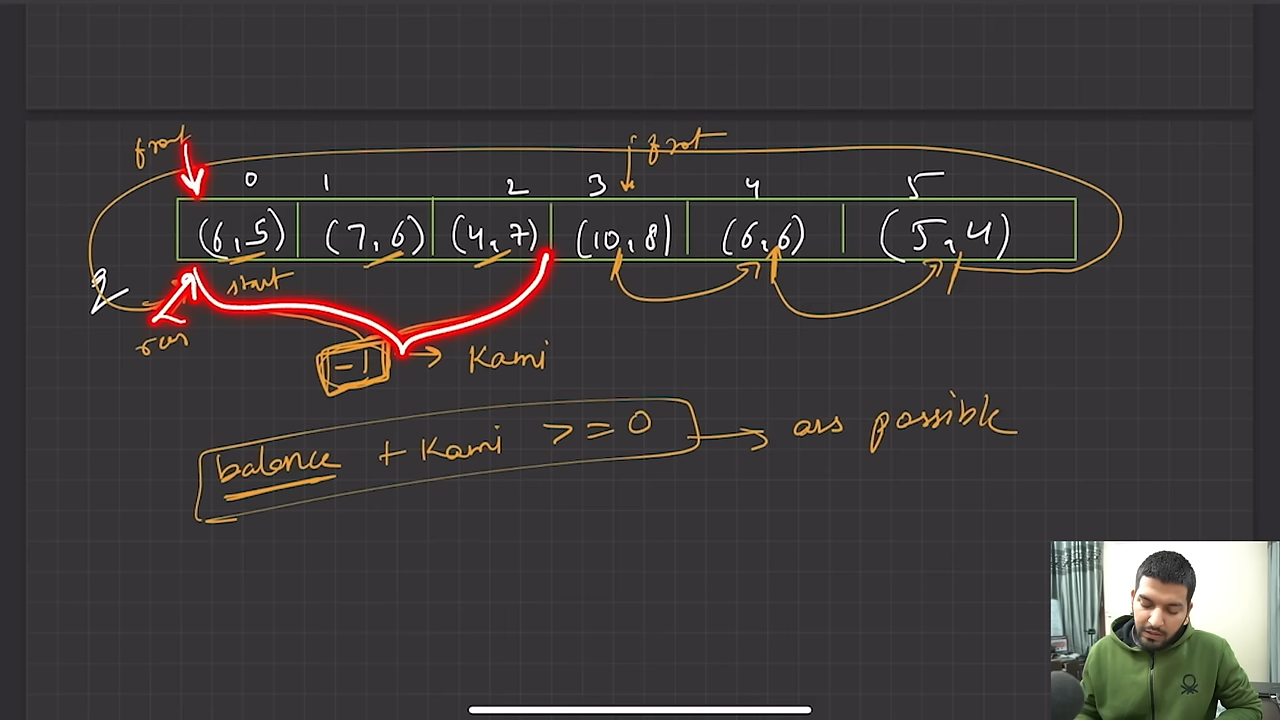 front front
0 1 2 3 4 5
(6,5) (7,6) (4,7) (10,8) (6,6) (5,4)
start
-1 → Kami
balance + Kami >= 0 → ans possible